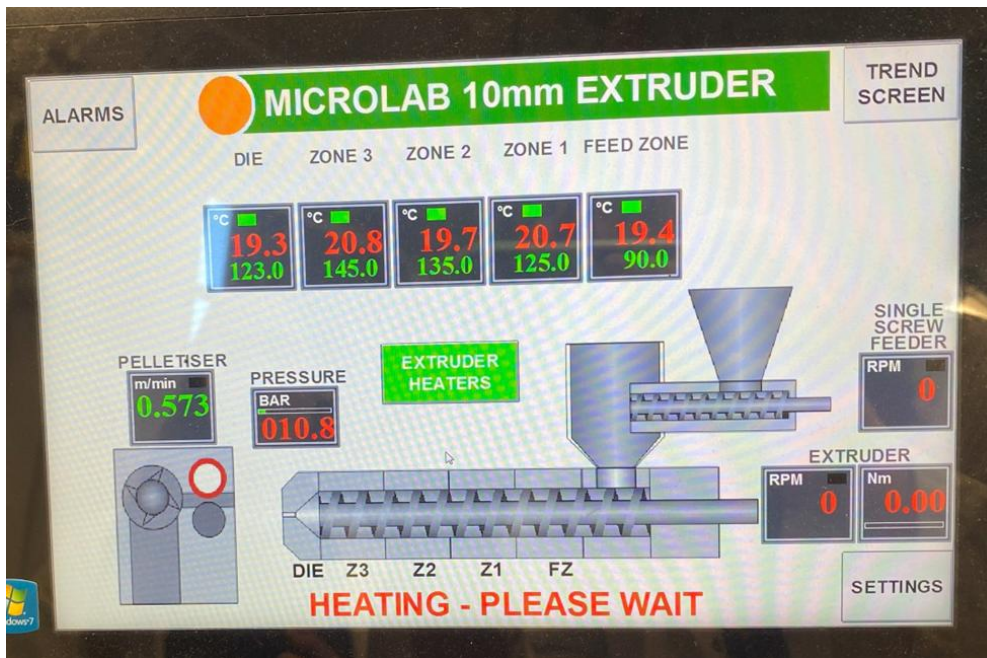 ALARMS
MICROLAB 10mm EXTRUDER
TREND
SCREEN
DIE ZONE 3 ZONE 2 ZONE 1 FEED ZONE
°C °C °C °C °C
19.3 20.8 19.7 20.7 19.4
123.0 145.0 135.0 125.0 90.0
PELLETISER
m/min
0.573
PRESSURE
BAR
010.8
EXTRUDER
HEATERS
SINGLE
SCREW
FEEDER
RPM
0
EXTRUDER
RPM Nm
0 0.00
DIE Z3 Z2 Z1 FZ
HEATING - PLEASE WAIT
SETTINGS